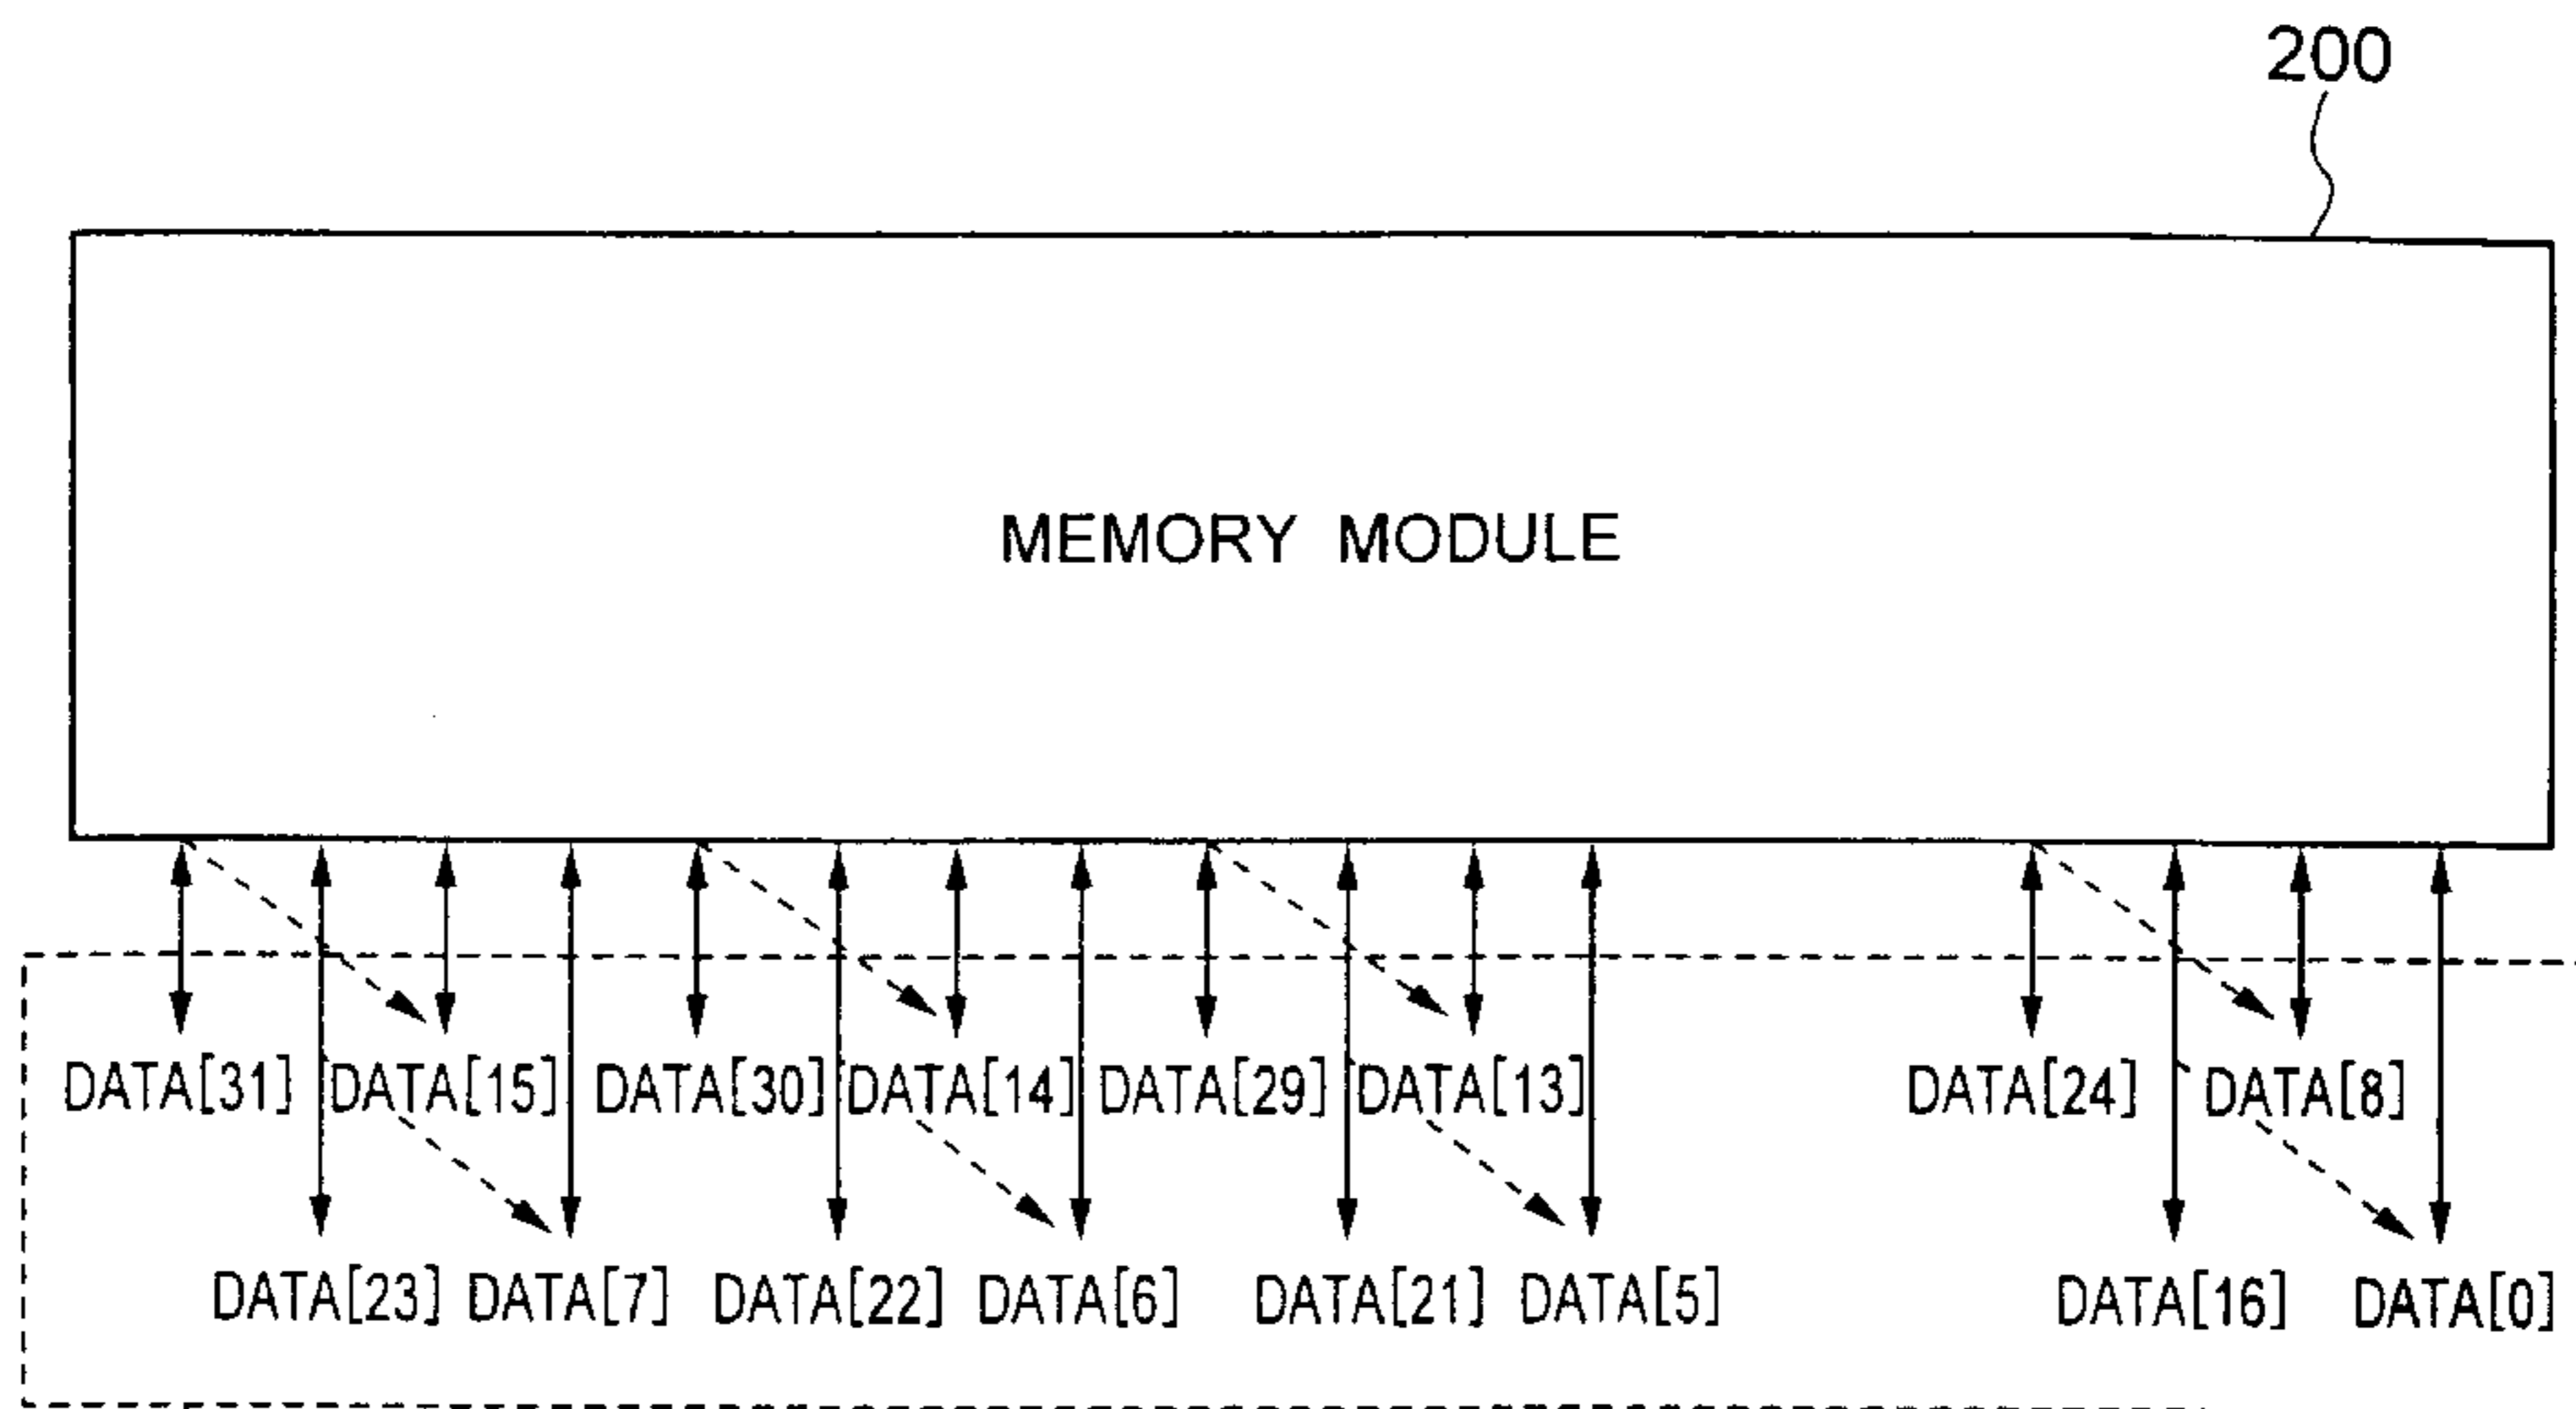 200
MEMORY MODULE
DATA[31] DATA[15] DATA[30] DATA[14] DATA[29] DATA[13] DATA[24] DATA[8]
DATA[23] DATA[7] DATA[22] DATA[6] DATA[21] DATA[5] DATA[16] DATA[0]